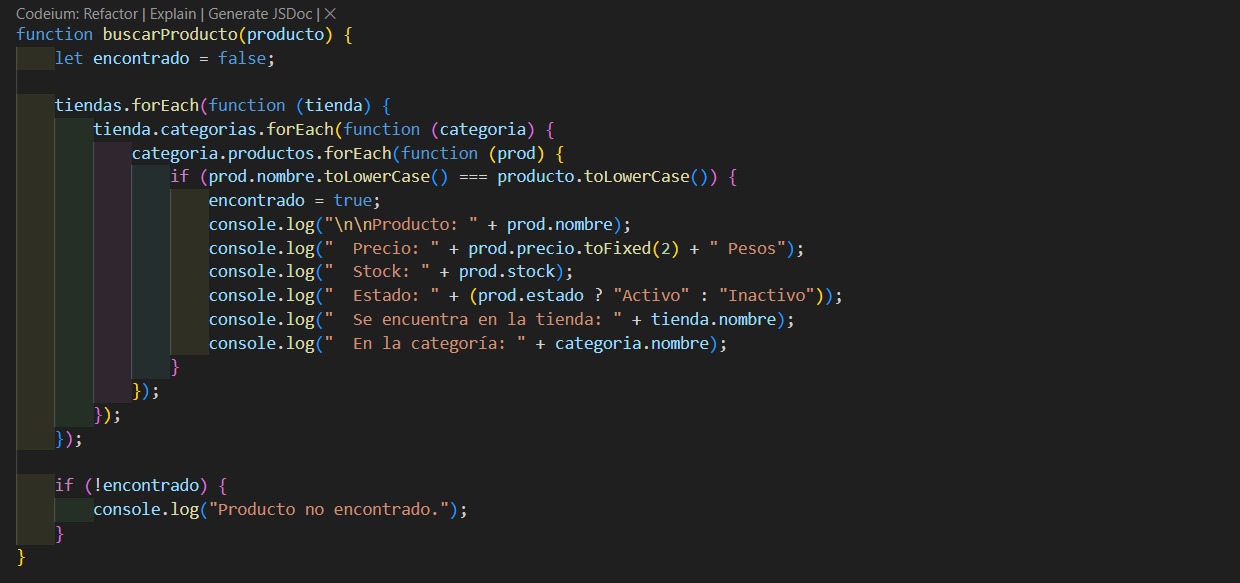 Codeium: Refactor | Explain | Generate JSDoc | ✕
function buscarProducto(producto) {
    let encontrado = false;

    tiendas.forEach(function (tienda) {
        tienda.categorias.forEach(function (categoria) {
            categoria.productos.forEach(function (prod) {
                if (prod.nombre.toLowerCase() === producto.toLowerCase()) {
                    encontrado = true;
                    console.log("\n\nProducto: " + prod.nombre);
                    console.log("  Precio: " + prod.precio.toFixed(2) + " Pesos");
                    console.log("  Stock: " + prod.stock);
                    console.log("  Estado: " + (prod.estado ? "Activo" : "Inactivo"));
                    console.log("  Se encuentra en la tienda: " + tienda.nombre);
                    console.log("  En la categoría: " + categoria.nombre);
                }
            });
        });
    });

    if (!encontrado) {
        console.log("Producto no encontrado.");
    }
}